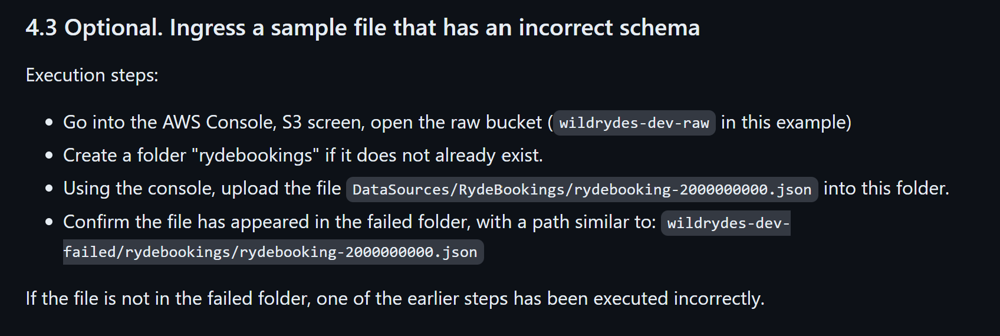 4.3 Optional. Ingress a sample file that has an incorrect schema
Execution steps:
• Go into the AWS Console, S3 screen, open the raw bucket (wildrydes-dev-raw in this example)
• Create a folder "rydebookings" if it does not already exist.
• Using the console, upload the file DataSources/RydeBookings/rydebooking-2000000000.json into this folder.
• Confirm the file has appeared in the failed folder, with a path similar to: wildrydes-dev-
failed/rydebookings/rydebooking-2000000000.json
If the file is not in the failed folder, one of the earlier steps has been executed incorrectly.